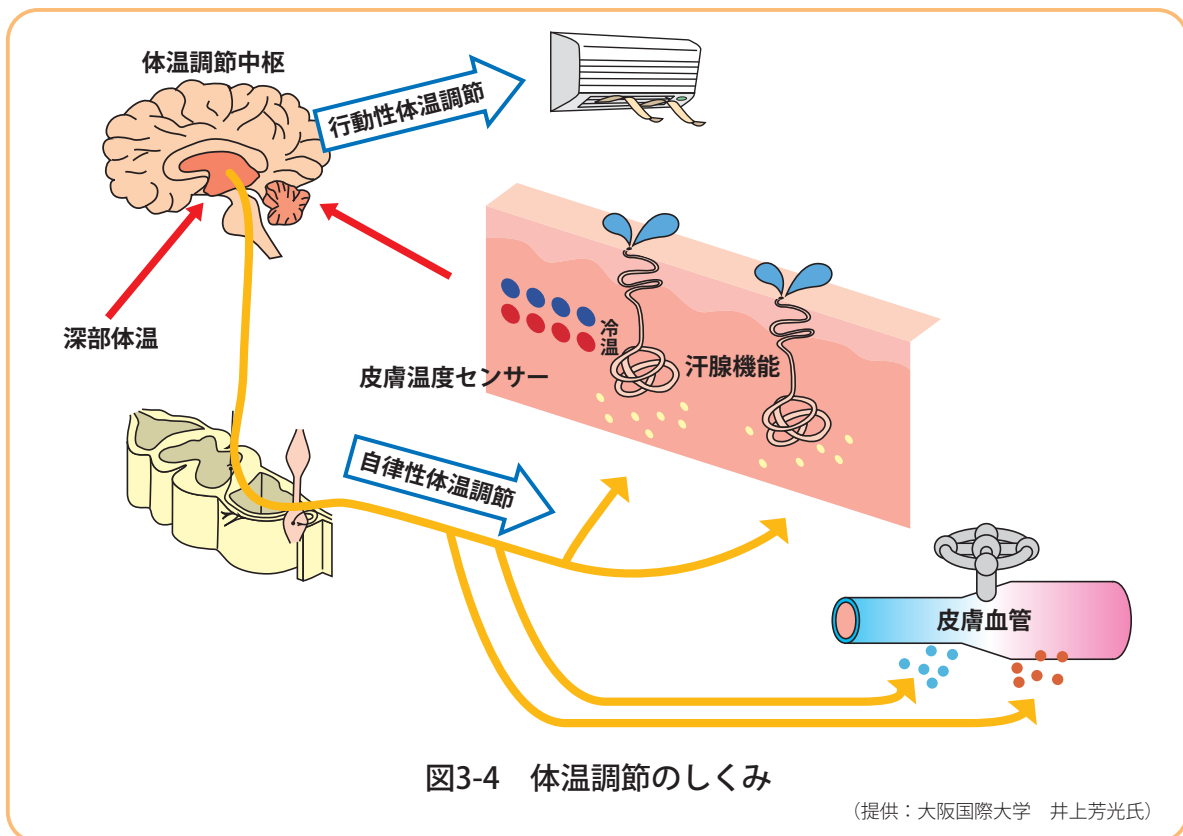 体温調節中枢
行動性体温調節
深部体温
冷
温
皮膚温度センサー
汗腺機能
自律性体温調節
皮膚血管
図3-4　体温調節のしくみ
（提供：大阪国際大学　井上芳光氏）